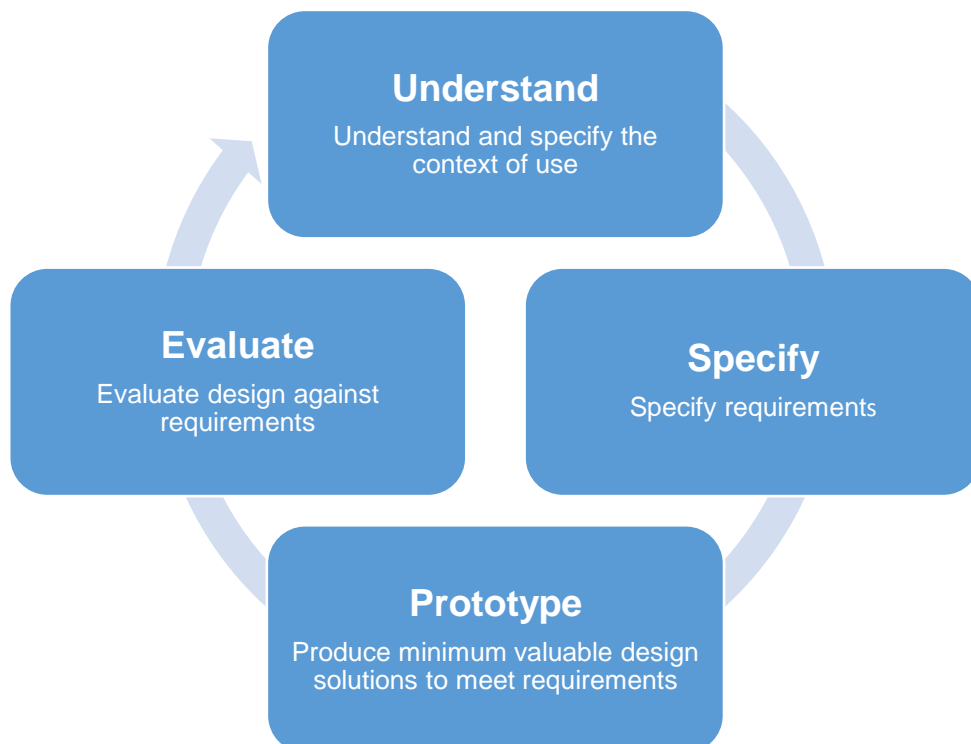 Understand
Understand and specify the
context of use
Specify
Specify requirements
Prototype
Produce minimum valuable design
solutions to meet requirements
Evaluate
Evaluate design against
requirements